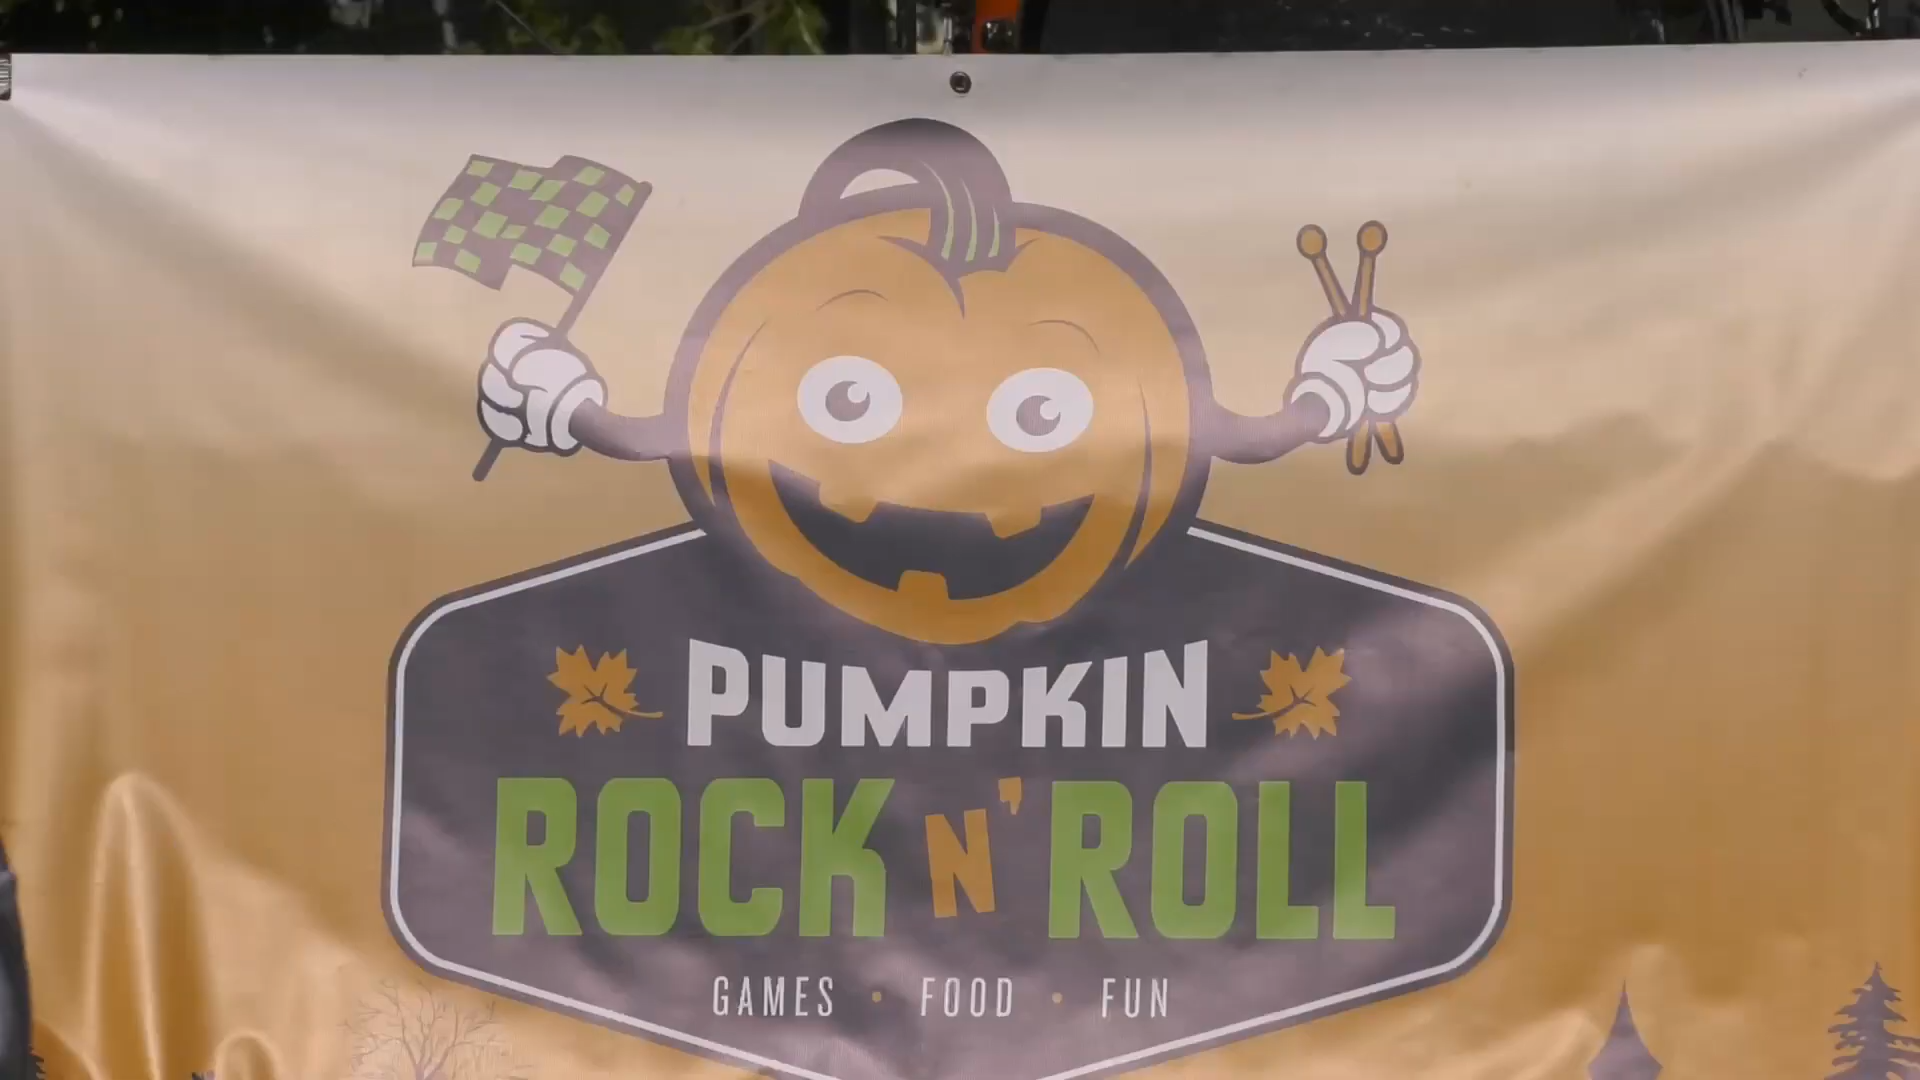 PUMPKIN
ROCK N' ROLL
GAMES · FOOD · FUN